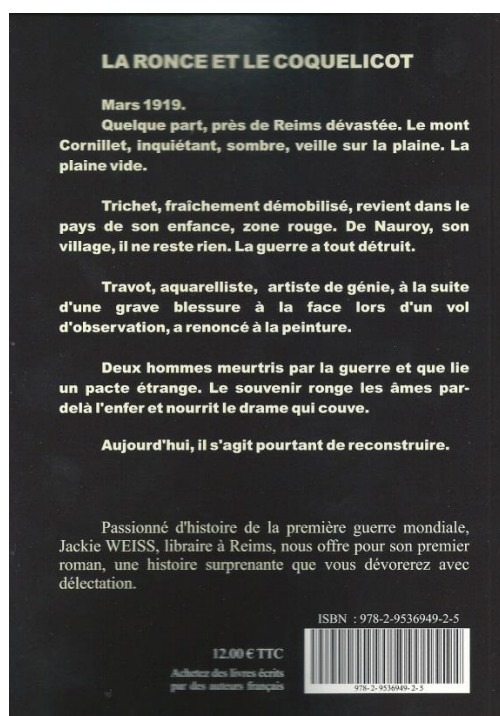 LA RONCE ET LE COQUELICOT
Mars 1919.
Quelque part, près de Reims dévastée. Le mont
Cornillet, inquiétant, sombre, veille sur la plaine. La
plaine vide.
Trichet, fraîchement démobilisé, revient dans le
pays de son enfance, zone rouge. De Nauroy, son
village, il ne reste rien. La guerre a tout détruit.
Travot, aquarelliste, artiste de génie, à la suite
d'une grave blessure à la face lors d'un vol
d'observation, a renoncé à la peinture.
Deux hommes meurtris par la guerre et que lie
un pacte étrange. Le souvenir ronge les âmes par-
delà l'enfer et nourrit le drame qui couve.
Aujourd'hui, il s'agit pourtant de reconstruire.
Passionné d'histoire de la première guerre mondiale,
Jackie WEISS, libraire à Reims, nous offre pour son premier
roman, une histoire surprenante que vous dévorerez avec
délectation.
ISBN : 978-2-9536949-2-5
12.00 € TTC
Achetez des livres écrits
par des auteurs français
978-2-9536949-2-5